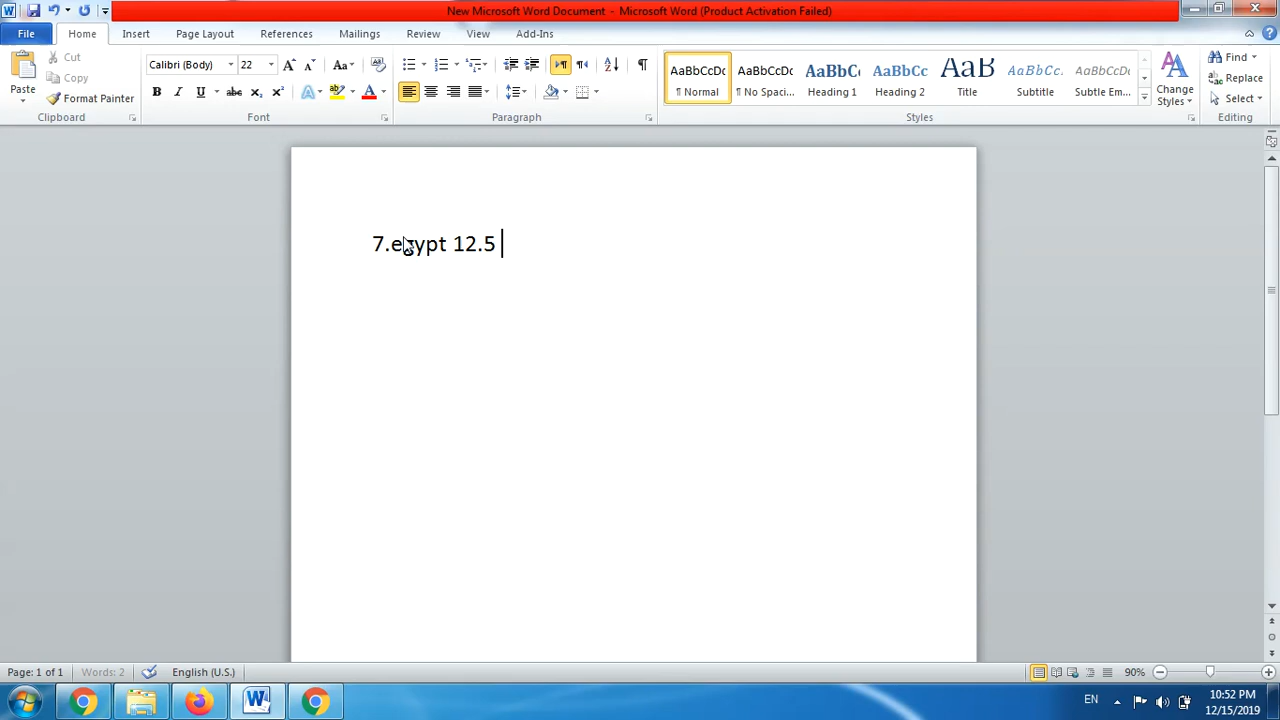 New Microsoft Word Document - Microsoft Word (Product Activation Failed)
File Home Insert Page Layout References Mailings Review View Add-Ins
Paste
Cut
Copy
Format Painter
Clipboard
Calibri (Body) 22
Font
Paragraph
AaBbCcDc AaBbCcDc AaBbCc AaBbCc AaB AaBbCc. AaBbCcDc
¶ Normal ¶ No Spaci... Heading 1 Heading 2 Title Subtitle Subtle Em...
Change Styles
Styles
Find
Replace
Select
Editing
7.egypt 12.5
Page: 1 of 1 Words: 2 English (U.S.) 90%
EN 10:52 PM
12/15/2019